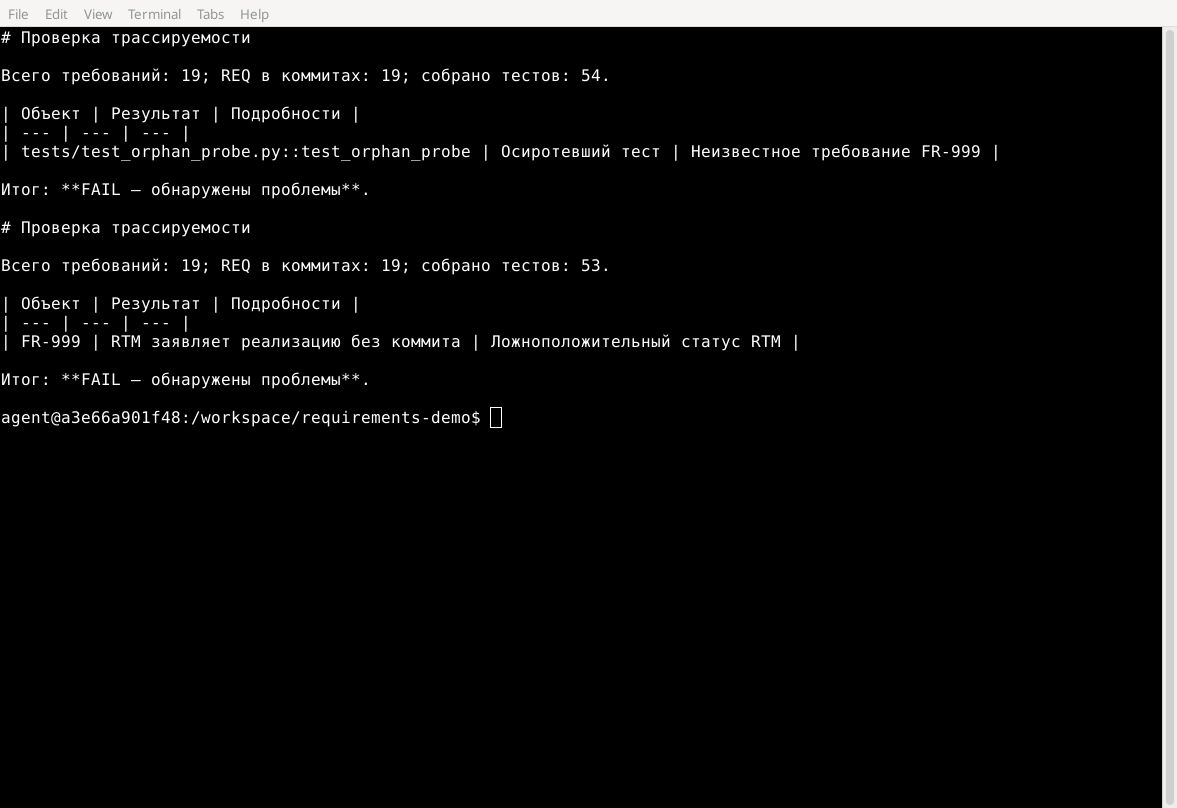 File Edit View Terminal Tabs Help
# Проверка трассируемости
Всего требований: 19; REQ в коммитах: 19; собрано тестов: 54.
| Объект | Результат | Подробности |
| --- | --- | --- |
| tests/test_orphan_probe.py::test_orphan_probe | Осиротевший тест | Неизвестное требование FR-999 |
Итог: **FAIL — обнаружены проблемы**.
# Проверка трассируемости
Всего требований: 19; REQ в коммитах: 19; собрано тестов: 53.
| Объект | Результат | Подробности |
| --- | --- | --- |
| FR-999 | RTM заявляет реализацию без коммита | Ложноположительный статус RTM |
Итог: **FAIL — обнаружены проблемы**.
agent@a3e66a901f48:/workspace/requirements-demo$